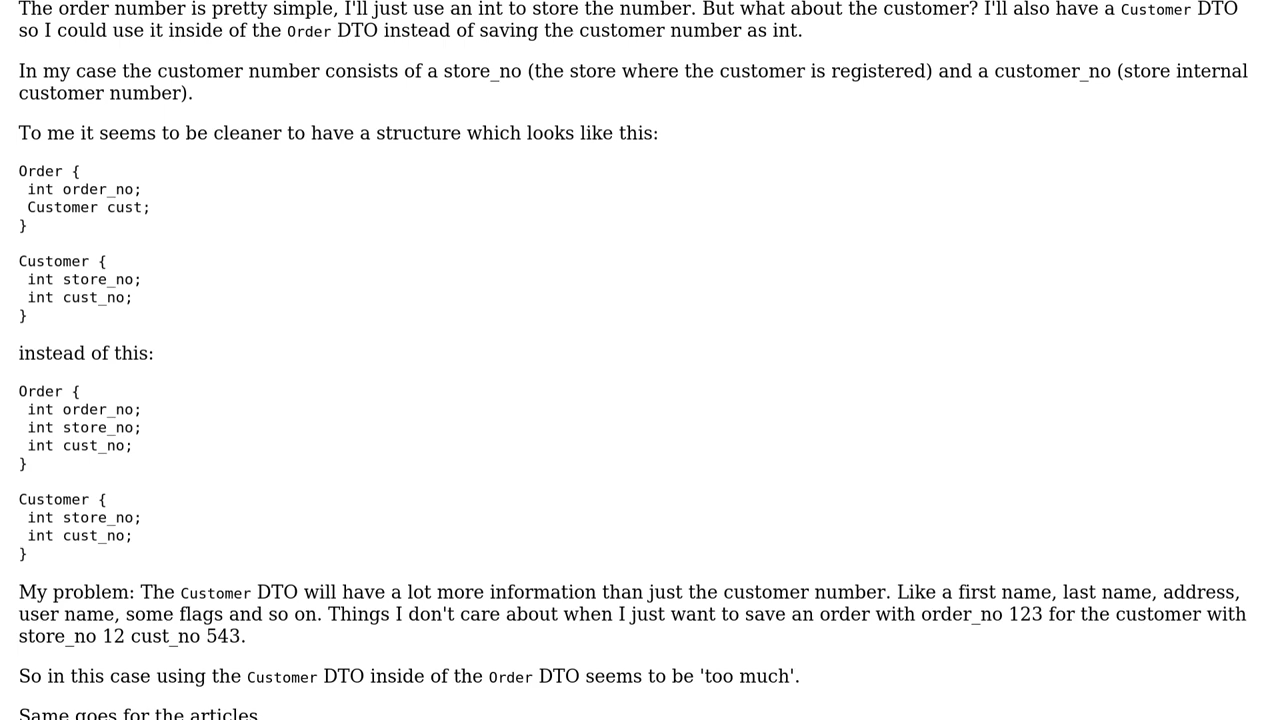 The order number is pretty simple, I'll just use an int to store the number. But what about the customer? I'll also have a Customer DTO
so I could use it inside of the Order DTO instead of saving the customer number as int.
In my case the customer number consists of a store_no (the store where the customer is registered) and a customer_no (store internal
customer number).
To me it seems to be cleaner to have a structure which looks like this:
Order {
 int order_no;
 Customer cust;
}
Customer {
 int store_no;
 int cust_no;
}
instead of this:
Order {
 int order_no;
 int store_no;
 int cust_no;
}
Customer {
 int store_no;
 int cust_no;
}
My problem: The Customer DTO will have a lot more information than just the customer number. Like a first name, last name, address,
user name, some flags and so on. Things I don't care about when I just want to save an order with order_no 123 for the customer with
store_no 12 cust_no 543.
So in this case using the Customer DTO inside of the Order DTO seems to be 'too much'.
Same goes for the articles